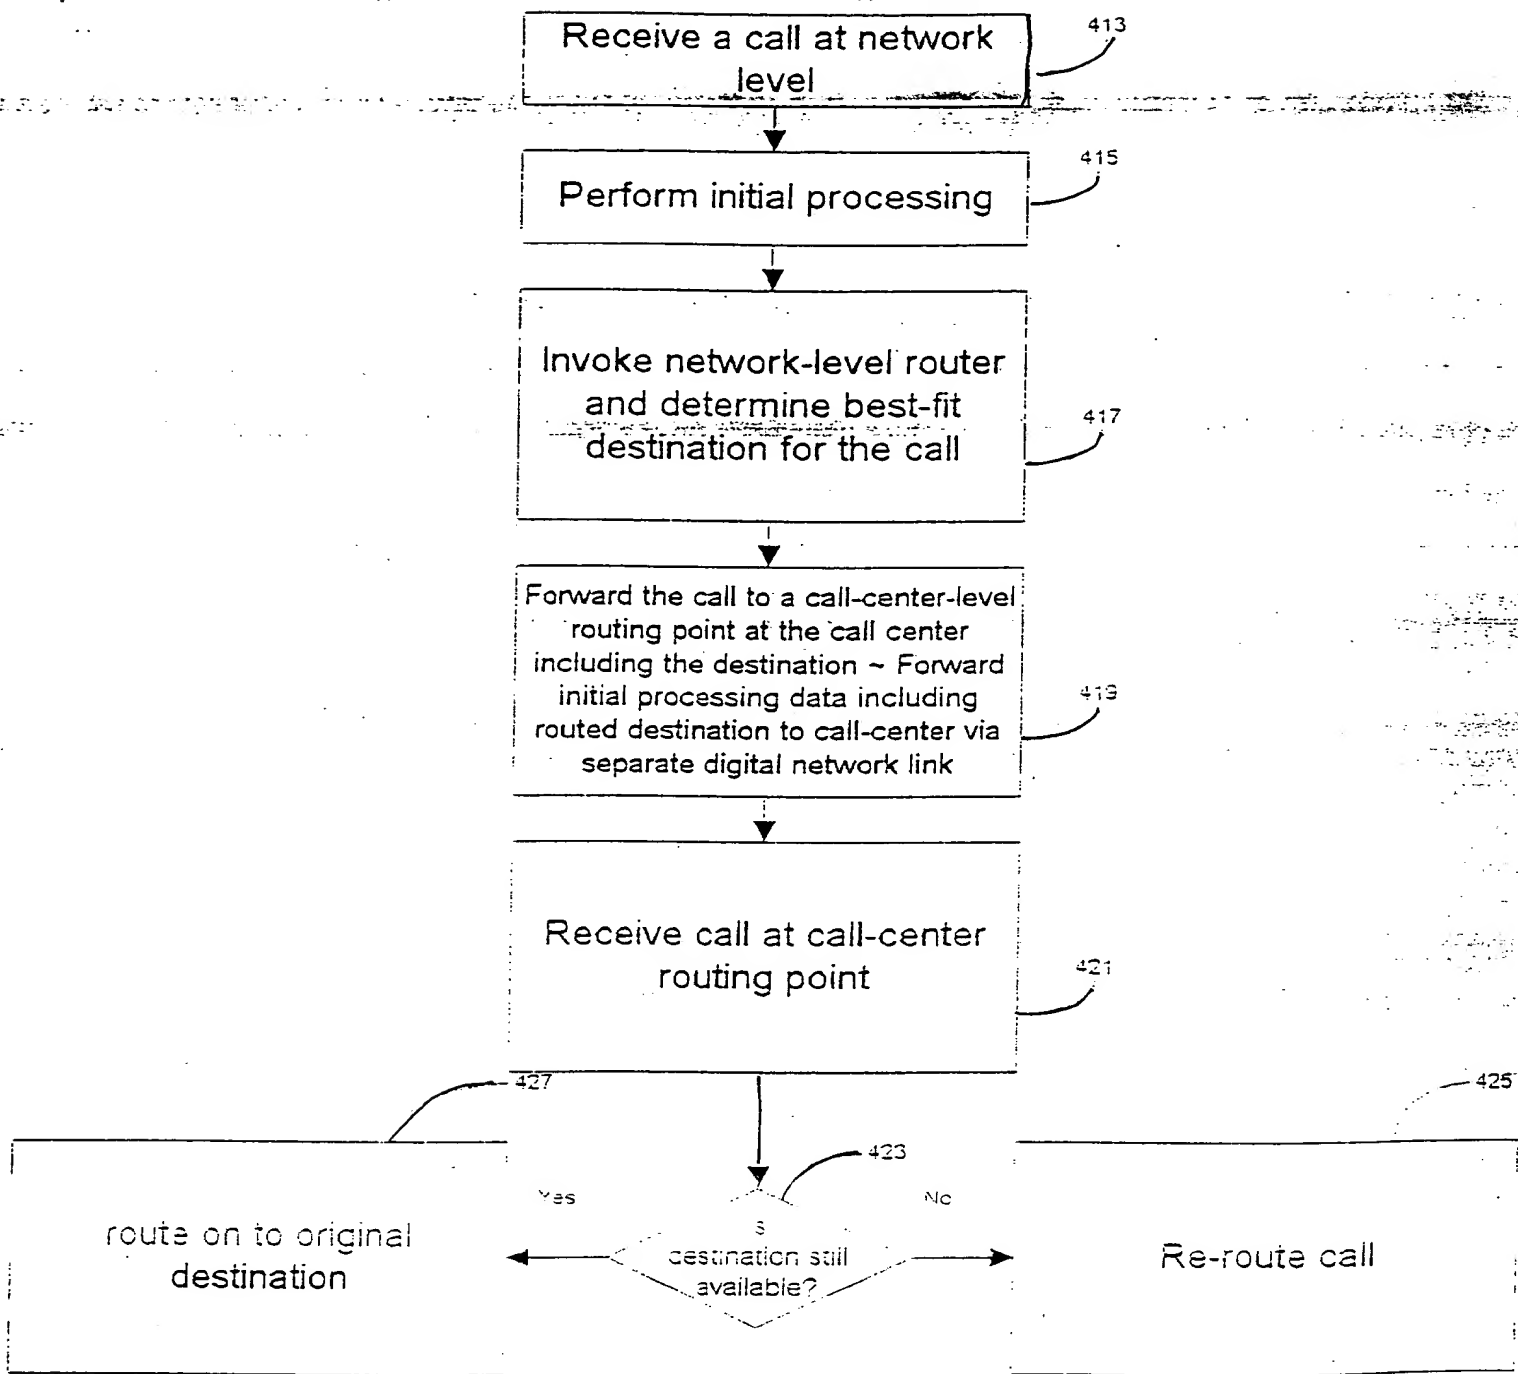 Receive a call at network
level
413
Perform initial processing
415
Invoke network-level router
and determine best-fit
destination for the call
417
Forward the call to a call-center-level
routing point at the call center
including the destination ~ Forward
initial processing data including
routed destination to call-center via
separate digital network link
419
Receive call at call-center
routing point
421
427
425
423
Yes
No
s
destination still
available?
route on to original
destination
Re-route call